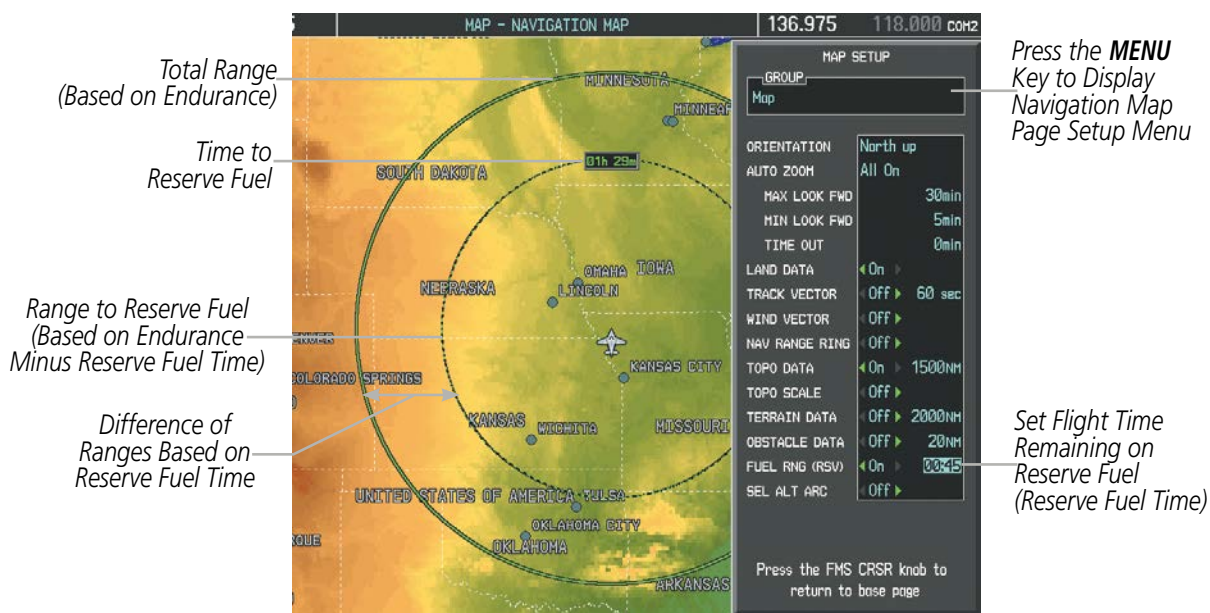 MAP - NAVIGATION MAP
136.975 118.000 COM2
Total Range
(Based on Endurance)
Time to
Reserve Fuel
Range to Reserve Fuel
(Based on Endurance
Minus Reserve Fuel Time)
Difference of
Ranges Based on
Reserve Fuel Time
MINNESOTA
01h 29m
SOUTH DAKOTA
OMAHA IOWA
NEBRASKA
LINCOLN
KANSAS CITY
COLORADO SPRINGS
KANSAS
WICHITA
MISSOURI
UNITED STATES OF AMERICA
TULSA
OKLAHOMA CITY
OKLAHOMA
ARKANSAS
MAP SETUP
GROUP
Map
ORIENTATION North up
AUTO ZOOM All On
MAX LOOK FWD 30min
MIN LOOK FWD 5min
TIME OUT 0min
LAND DATA On
TRACK VECTOR Off 60 sec
WIND VECTOR Off
NAV RANGE RING Off
TOPO DATA On 1500NM
TOPO SCALE Off
TERRAIN DATA Off 2000NM
OBSTACLE DATA Off 20NM
FUEL RNG (RSV) On 00:45
SEL ALT ARC Off
Press the FMS CRSR knob to
return to base page
Press the MENU
Key to Display
Navigation Map
Page Setup Menu
Set Flight Time
Remaining on
Reserve Fuel
(Reserve Fuel Time)